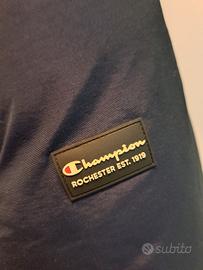 Champion
ROCHESTER EST. 1919
subito